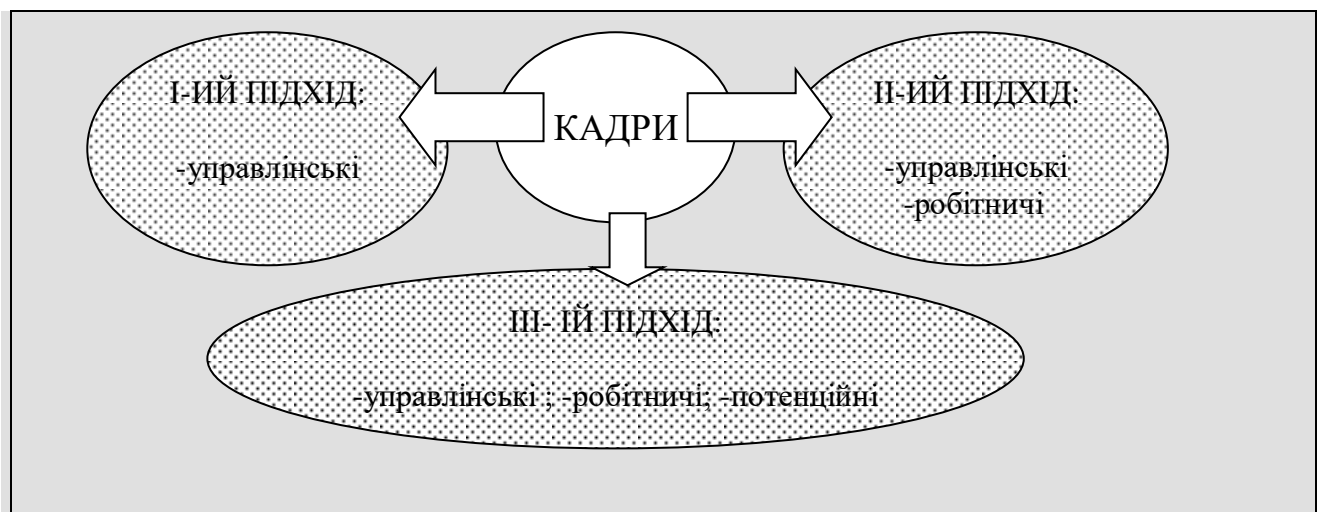 І-ИЙ ПІДХІД:
-управлінські
КАДРИ
ІІ-ИЙ ПІДХІД:
-управлінські
-робітничі
ІІІ- ІЙ ПІДХІД:
-управлінські ; -робітничі; -потенційні